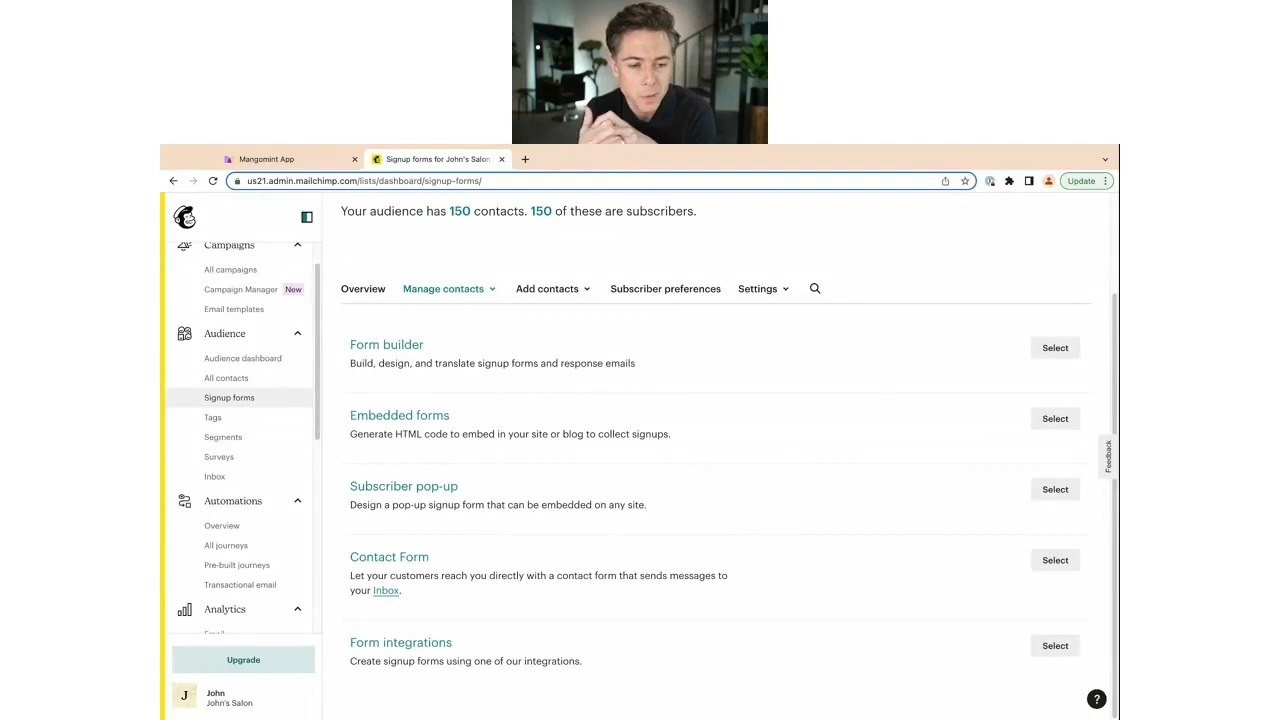 Mangomint App
Signup forms for John's Salon
us21.admin.mailchimp.com/lists/dashboard/signup-forms/
Update
Your audience has 150 contacts. 150 of these are subscribers.
Campaigns
All campaigns
Campaign Manager New
Email templates
Audience
Audience dashboard
All contacts
Signup forms
Tags
Segments
Surveys
Inbox
Automations
Overview
All journeys
Pre-built journeys
Transactional email
Analytics
Email
Upgrade
J
John
John's Salon
Overview
Manage contacts
Add contacts
Subscriber preferences
Settings
Form builder
Build, design, and translate signup forms and response emails
Select
Embedded forms
Generate HTML code to embed in your site or blog to collect signups.
Select
Subscriber pop-up
Design a pop-up signup form that can be embedded on any site.
Select
Contact Form
Let your customers reach you directly with a contact form that sends messages to
your Inbox.
Select
Form integrations
Create signup forms using one of our integrations.
Select
Feedback
?